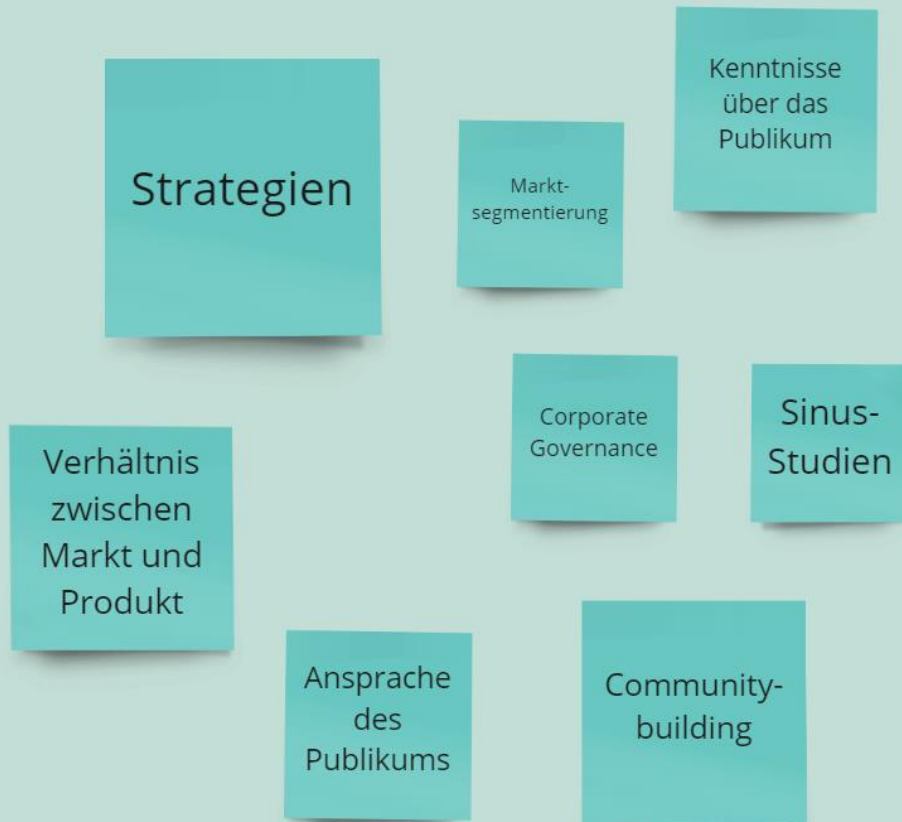 Kenntnisse
über das
Publikum
Strategien
Markt-
segmentierung
Corporate
Governance
Sinus-
Studien
Verhältnis
zwischen
Markt und
Produkt
Ansprache
des
Publikums
Community-
building